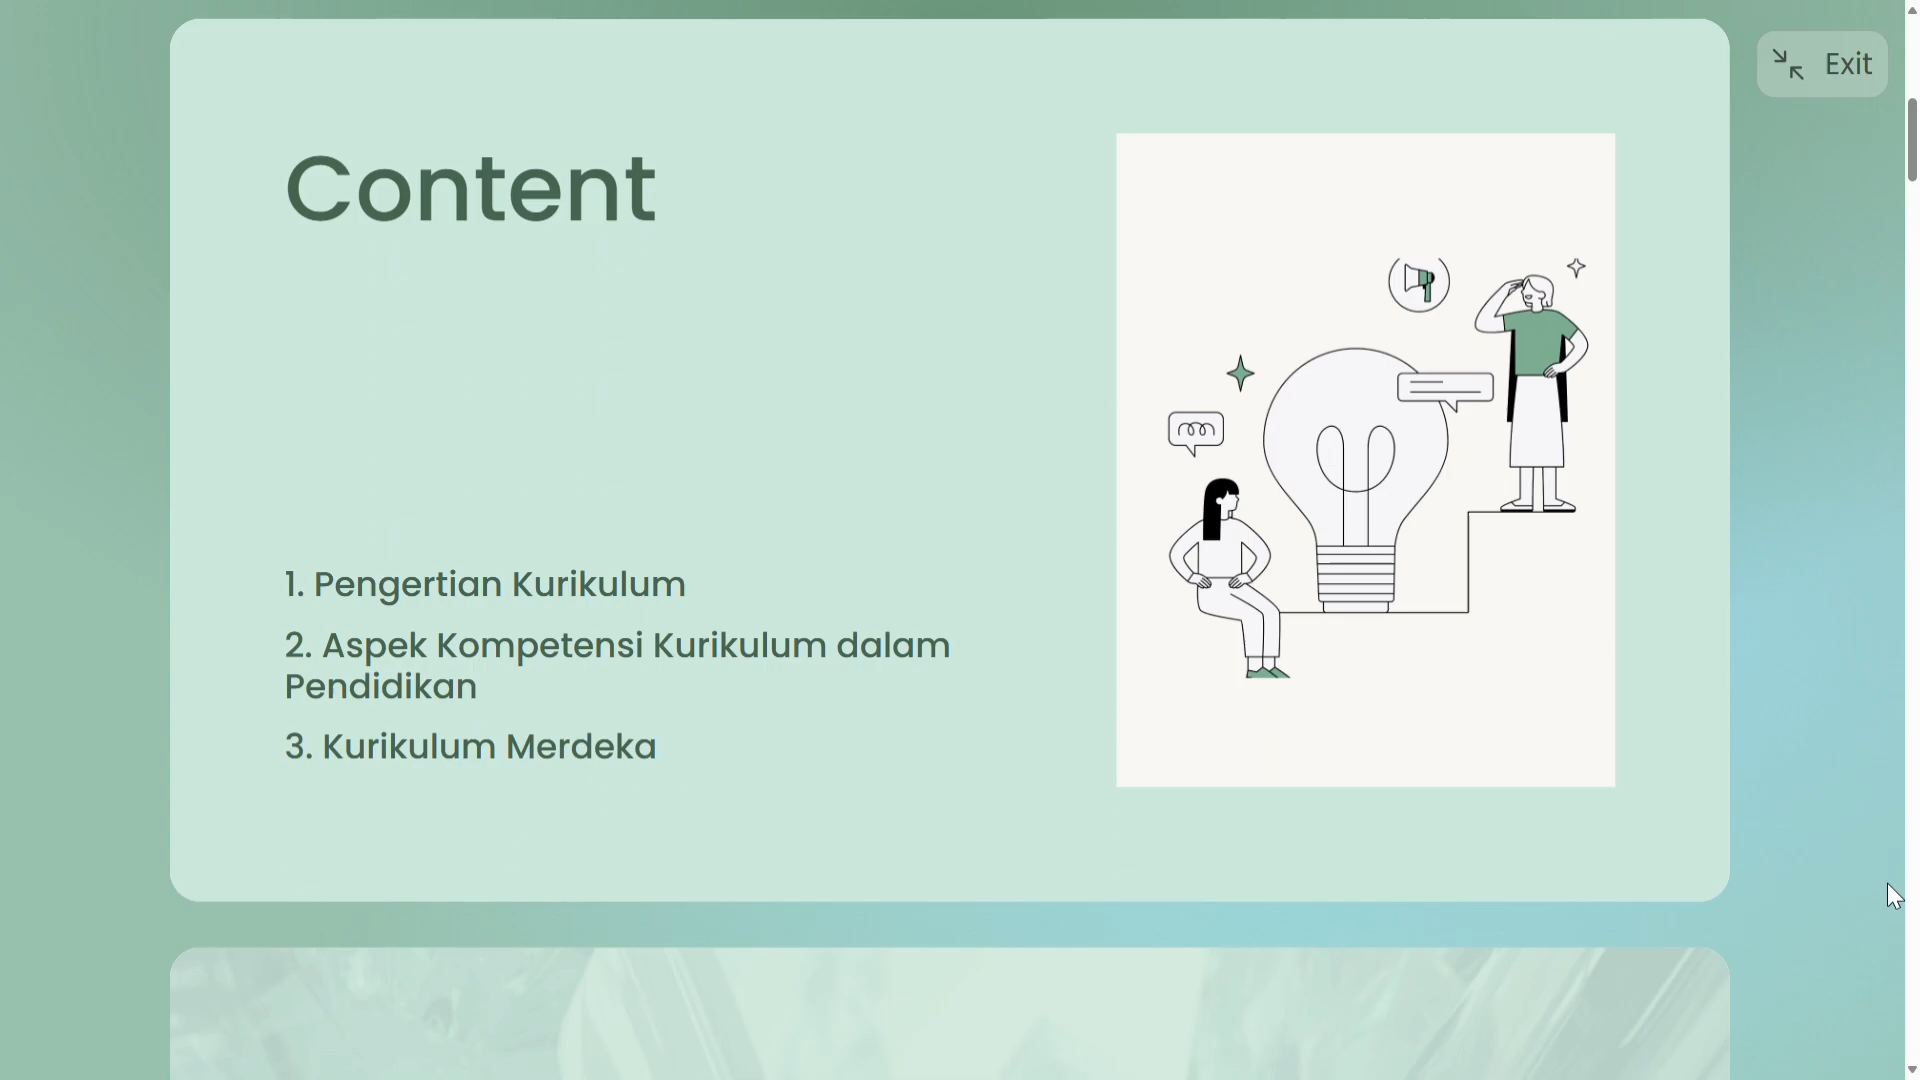 Exit
Content
1. Pengertian Kurikulum
2. Aspek Kompetensi Kurikulum dalam
Pendidikan
3. Kurikulum Merdeka